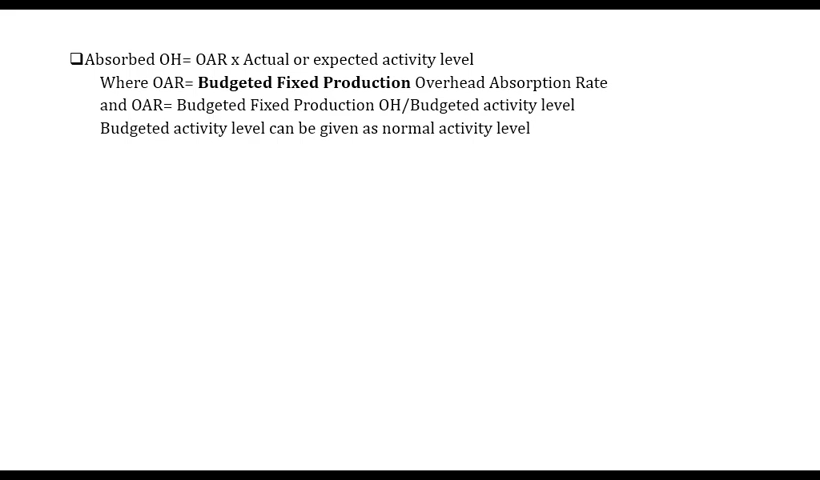 ❑Absorbed OH= OAR x Actual or expected activity level
Where OAR= Budgeted Fixed Production Overhead Absorption Rate
and OAR= Budgeted Fixed Production OH/Budgeted activity level
Budgeted activity level can be given as normal activity level